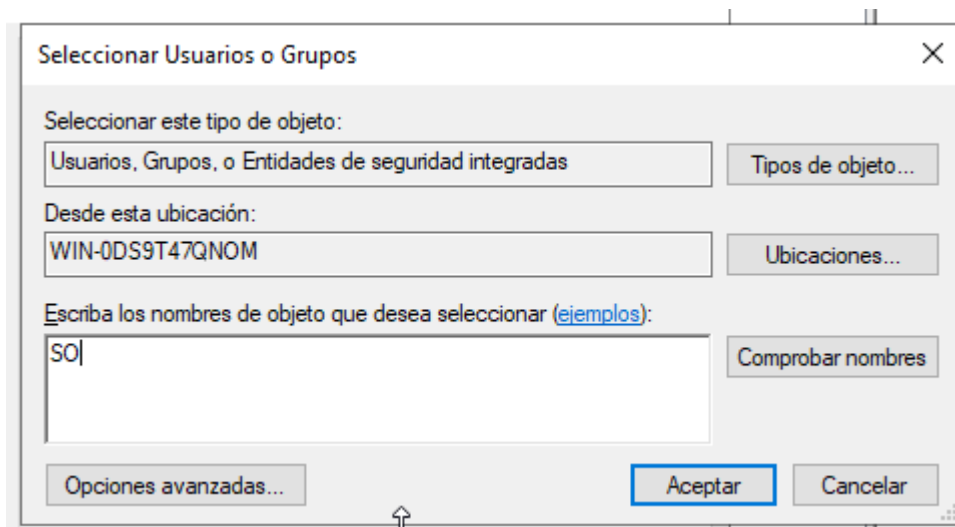 Seleccionar Usuarios o Grupos
Seleccionar este tipo de objeto:
Usuarios, Grupos, o Entidades de seguridad integradas
Tipos de objeto...
Desde esta ubicación:
WIN-0DS9T47QNOM
Ubicaciones...
Escriba los nombres de objeto que desea seleccionar (ejemplos):
SO
Comprobar nombres
Opciones avanzadas...
Aceptar
Cancelar